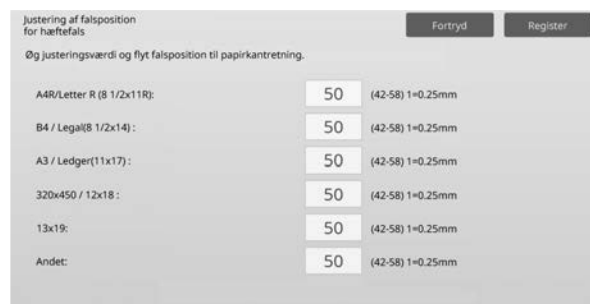 Justering af falsposition
for hæftefals
Fortryd
Register
Øg justeringsværdi og flyt falsposition til papirkantretning.
A4R/Letter R (8 1/2x11R): 50 (42-58) 1=0.25mm
B4 / Legal(8 1/2x14) : 50 (42-58) 1=0.25mm
A3 / Ledger(11x17) : 50 (42-58) 1=0.25mm
320x450 / 12x18 : 50 (42-58) 1=0.25mm
13x19: 50 (42-58) 1=0.25mm
Andet: 50 (42-58) 1=0.25mm